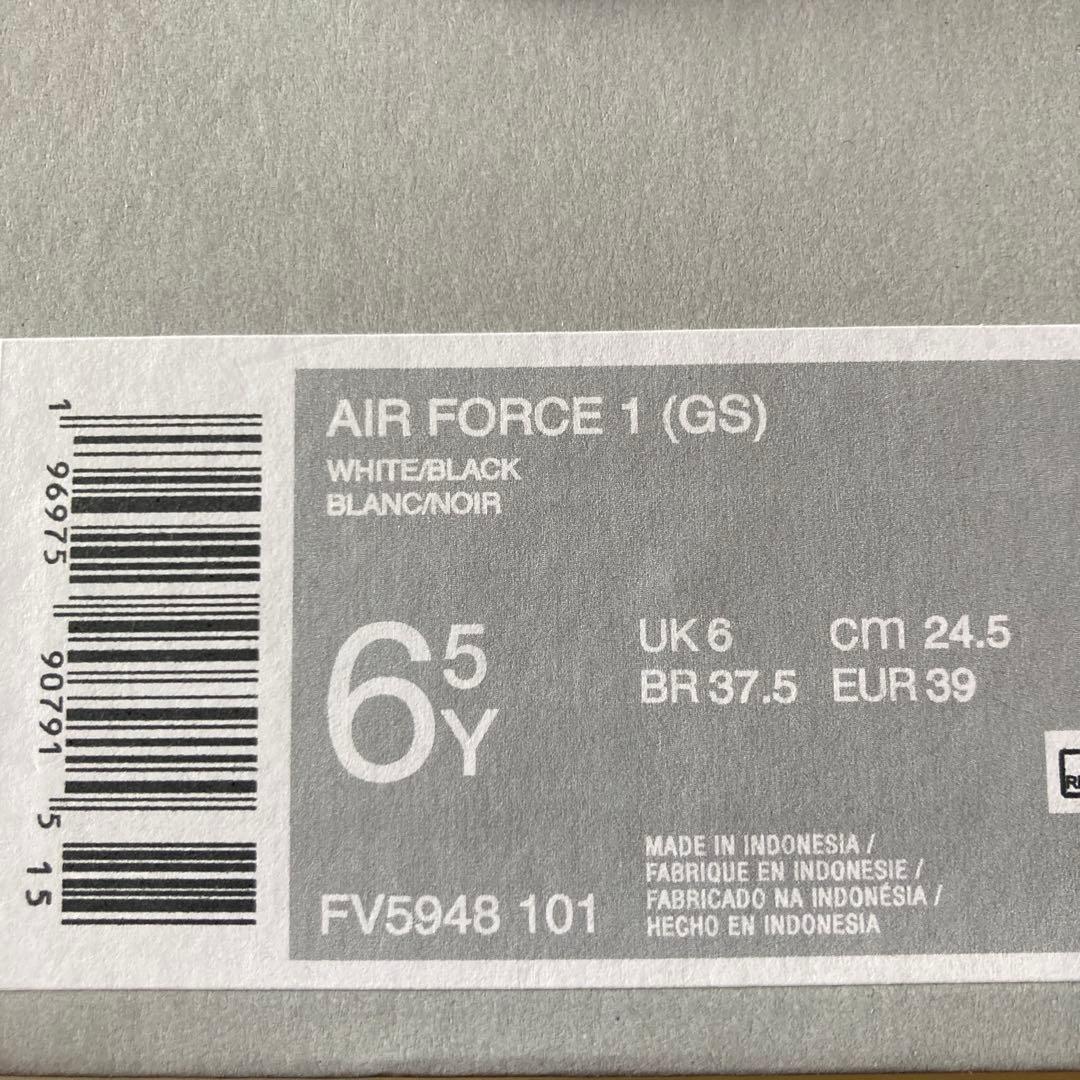 1 96975 90791 5 15
AIR FORCE 1 (GS)
WHITE/BLACK
BLANC/NOIR
6 5 Y
UK 6 cm 24.5
BR 37.5 EUR 39
FV5948 101
MADE IN INDONESIA /
FABRIQUE EN INDONESIE /
FABRICADO NA INDONÉSIA /
HECHO EN INDONESIA